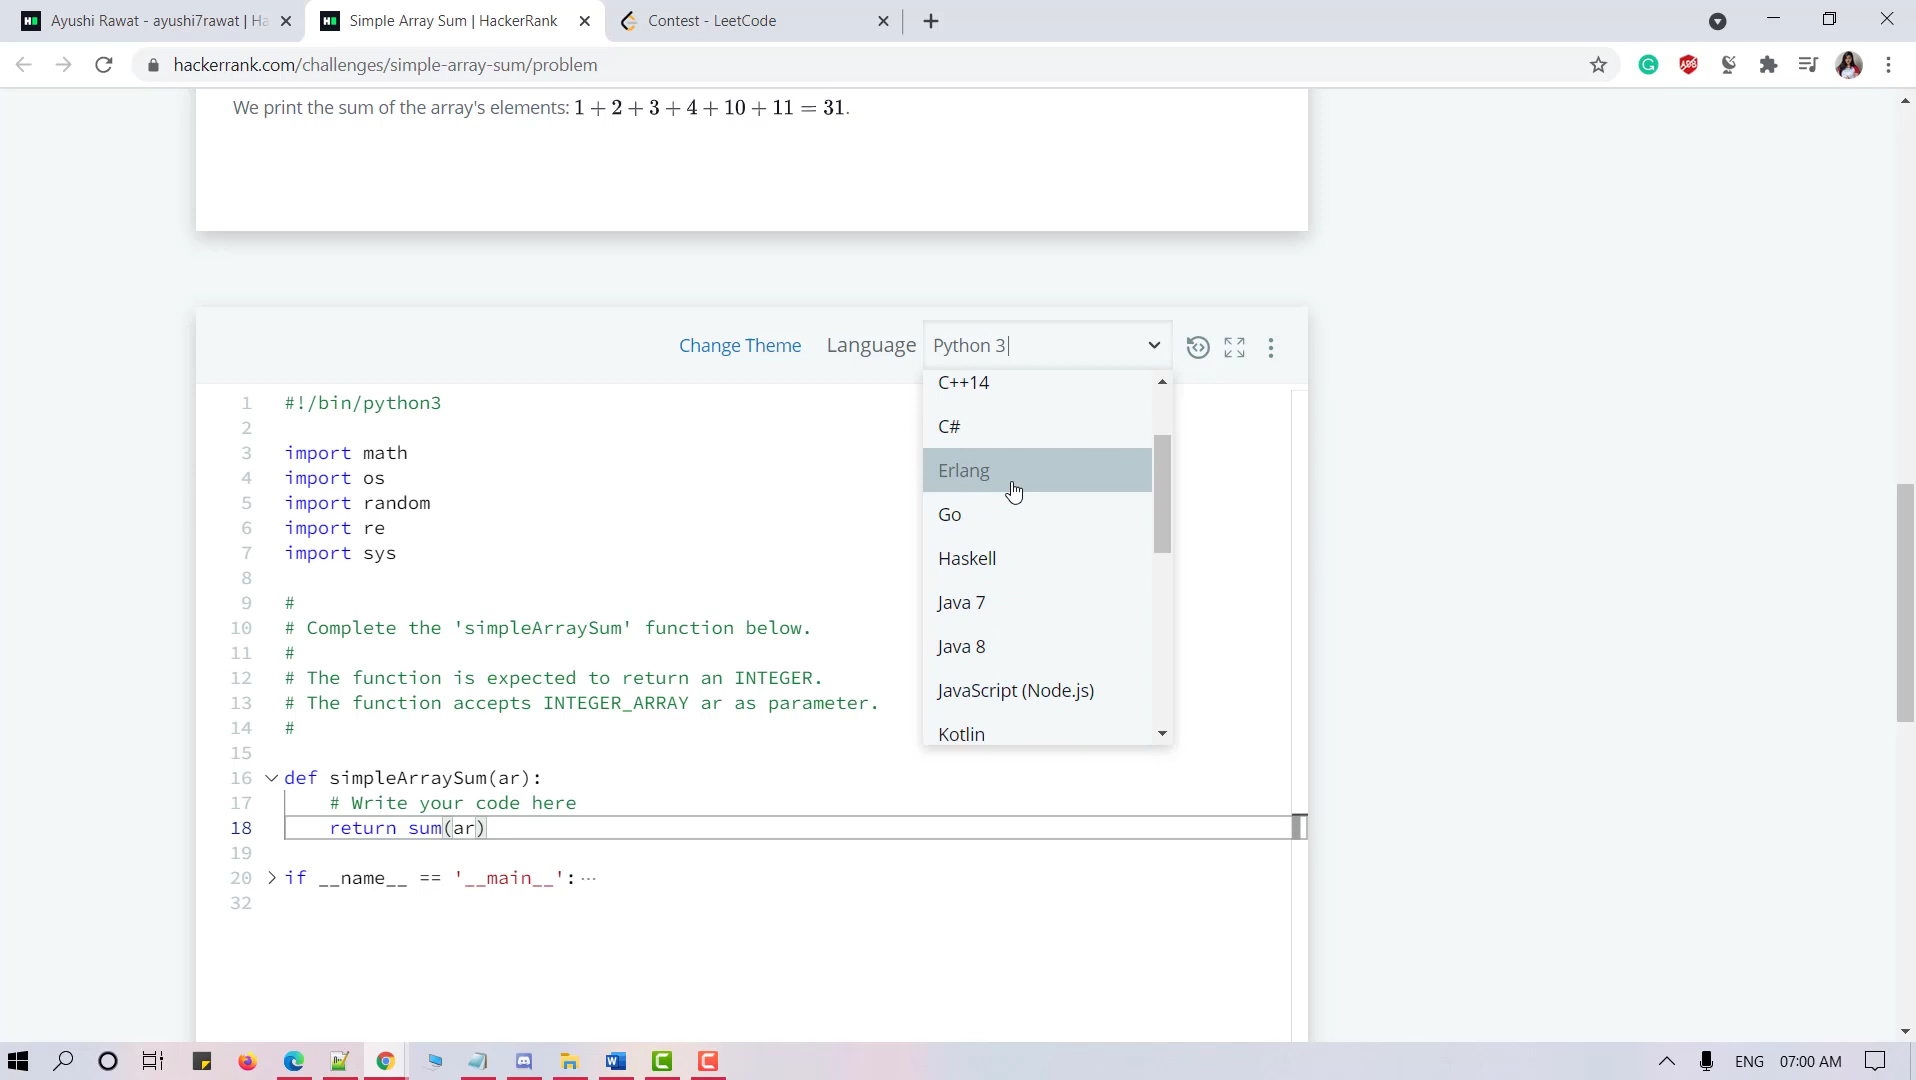 Ayushi Rawat - ayushi7rawat | Ha
Simple Array Sum | HackerRank
Contest - LeetCode
hackerrank.com/challenges/simple-array-sum/problem
We print the sum of the array's elements: 1 + 2 + 3 + 4 + 10 + 11 = 31.
Change Theme Language Python 3
C++14
C#
Erlang
Go
Haskell
Java 7
Java 8
JavaScript (Node.js)
Kotlin
1 #!/bin/python3
2
3 import math
4 import os
5 import random
6 import re
7 import sys
8
9 #
10 # Complete the 'simpleArraySum' function below.
11 #
12 # The function is expected to return an INTEGER.
13 # The function accepts INTEGER_ARRAY ar as parameter.
14 #
15
16 def simpleArraySum(ar):
17 # Write your code here
18 return sum(ar)
19
20 if __name__ == '__main__': ...
32
ENG 07:00 AM